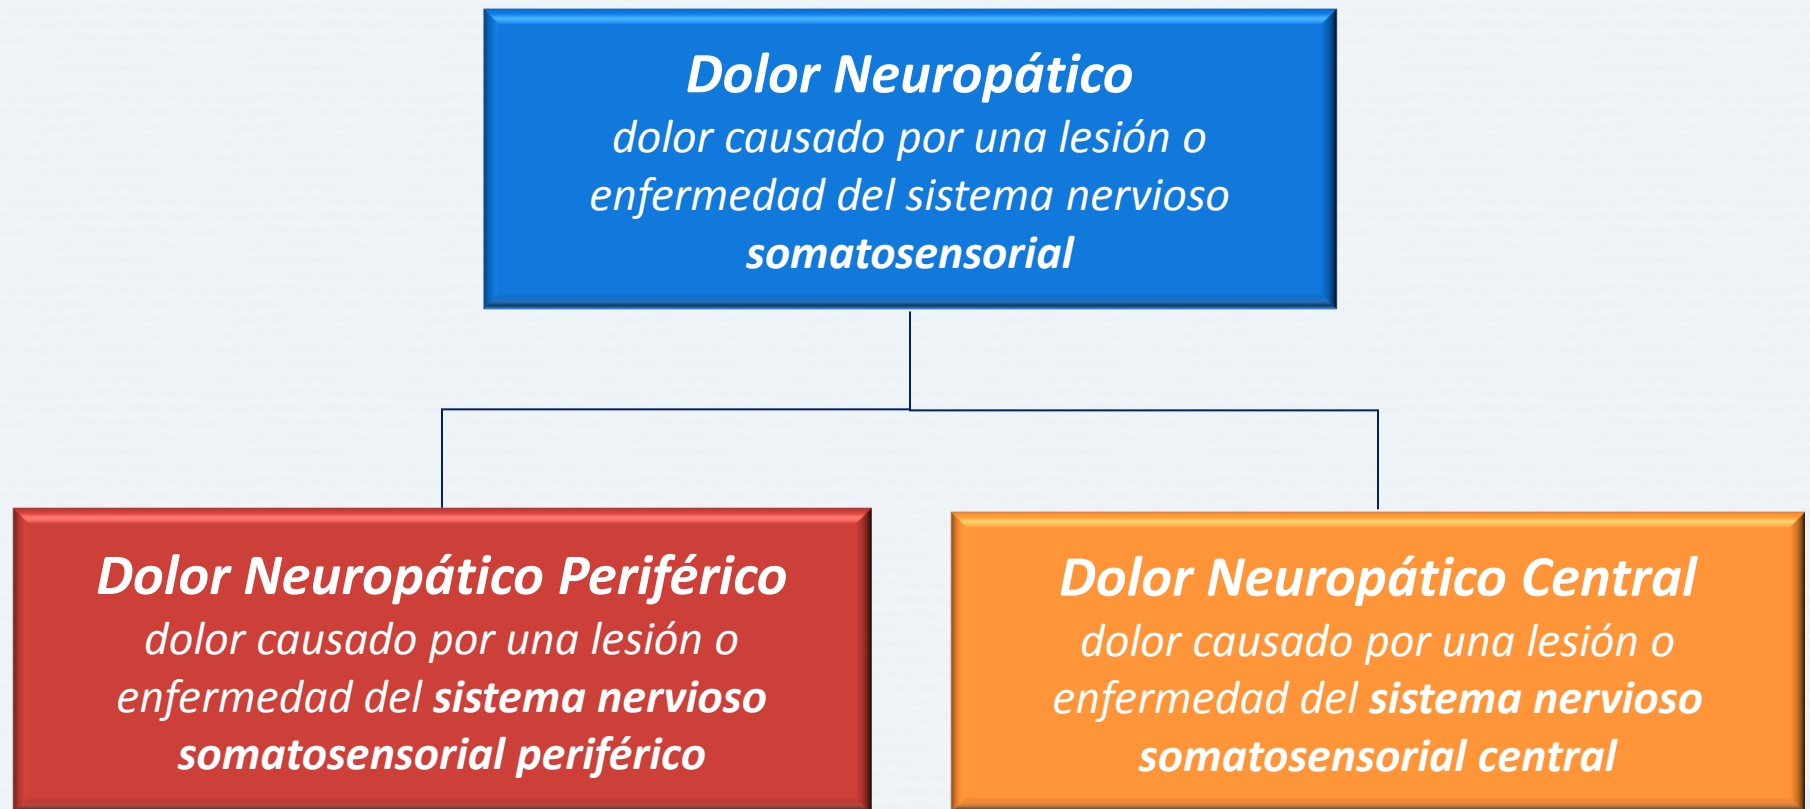 Dolor Neuropático
dolor causado por una lesión o
enfermedad del sistema nervioso
somatosensorial
Dolor Neuropático Periférico
dolor causado por una lesión o
enfermedad del sistema nervioso
somatosensorial periférico
Dolor Neuropático Central
dolor causado por una lesión o
enfermedad del sistema nervioso
somatosensorial central